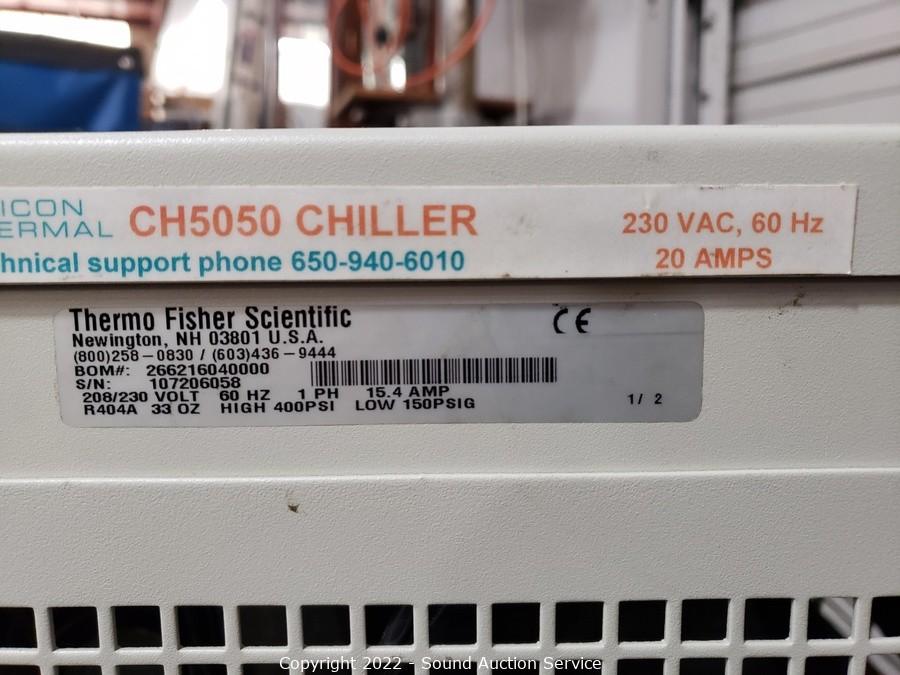 ICON
ERMAL CH5050 CHILLER 230 VAC, 60 Hz
hnical support phone 650-940-6010 20 AMPS
Thermo Fisher Scientific CE
Newington, NH 03801 U.S.A.
(800)258-0830 / (603)436-9444
BOM#: 266216040000
S/N: 107206058
208/230 VOLT 60 HZ 1 PH 15.4 AMP
R404A 33 OZ HIGH 400PSI LOW 150PSIG
1/ 2
Copyright 2022 - Sound Auction Service